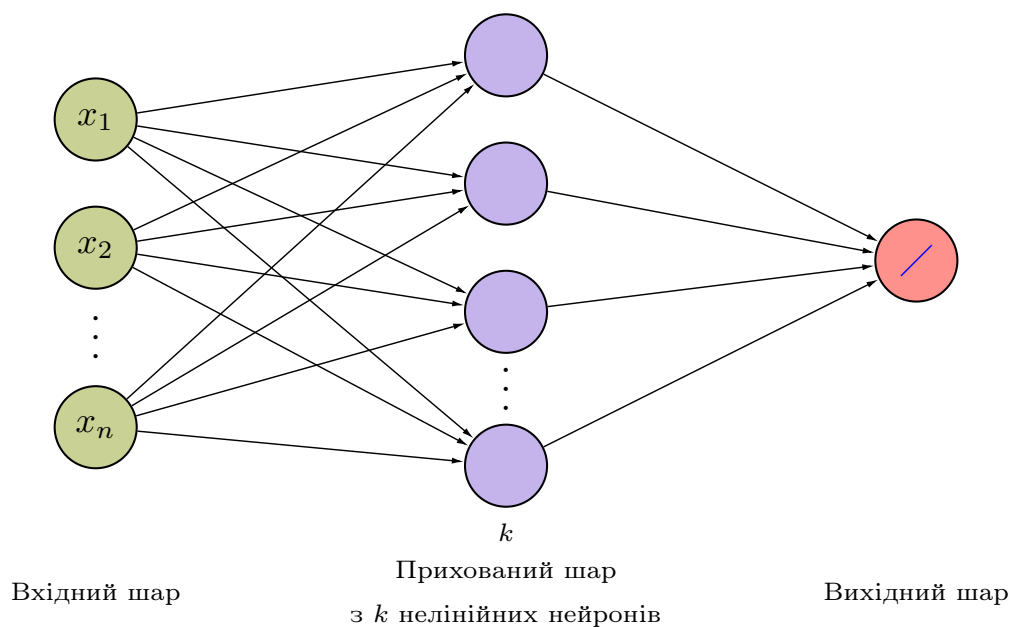 x₁
x₂
xₙ
k
Вхідний шар
Прихований шар
з k нелінійних нейронів
Вихідний шар